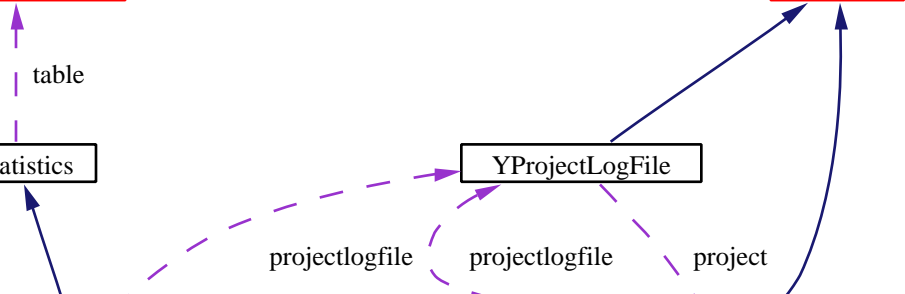 table
atistics
YProjectLogFile
projectlogfile
projectlogfile
project